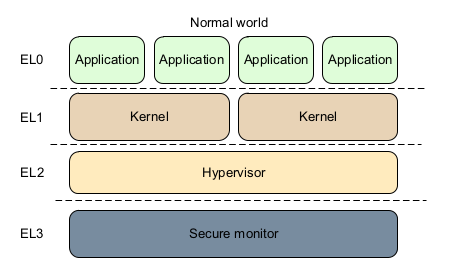 Normal world
EL0 Application Application Application Application
EL1 Kernel Kernel
EL2 Hypervisor
EL3 Secure monitor